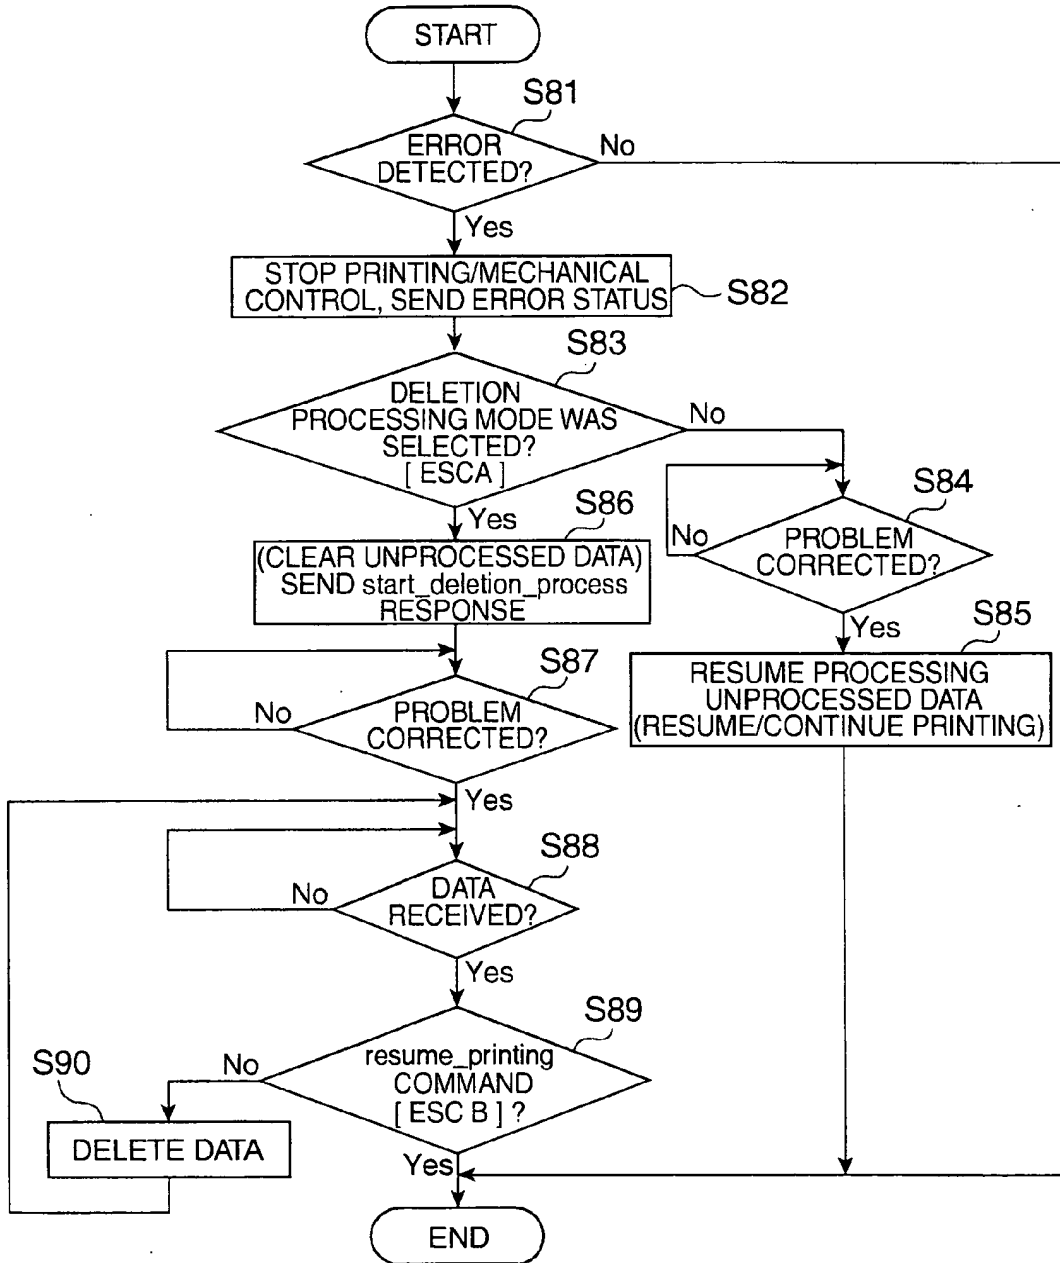 START
S81
ERROR
DETECTED?
No
Yes
STOP PRINTING/MECHANICAL
CONTROL, SEND ERROR STATUS
S82
S83
DELETION
PROCESSING MODE WAS
SELECTED?
[ ESCA ]
No
Yes
S84
PROBLEM
CORRECTED?
No
Yes
S85
RESUME PROCESSING
UNPROCESSED DATA
(RESUME/CONTINUE PRINTING)
S86
(CLEAR UNPROCESSED DATA)
SEND start_deletion_process
RESPONSE
S87
PROBLEM
CORRECTED?
No
Yes
S88
DATA
RECEIVED?
No
Yes
S89
resume_printing
COMMAND
[ ESC B ] ?
No
Yes
S90
DELETE DATA
END